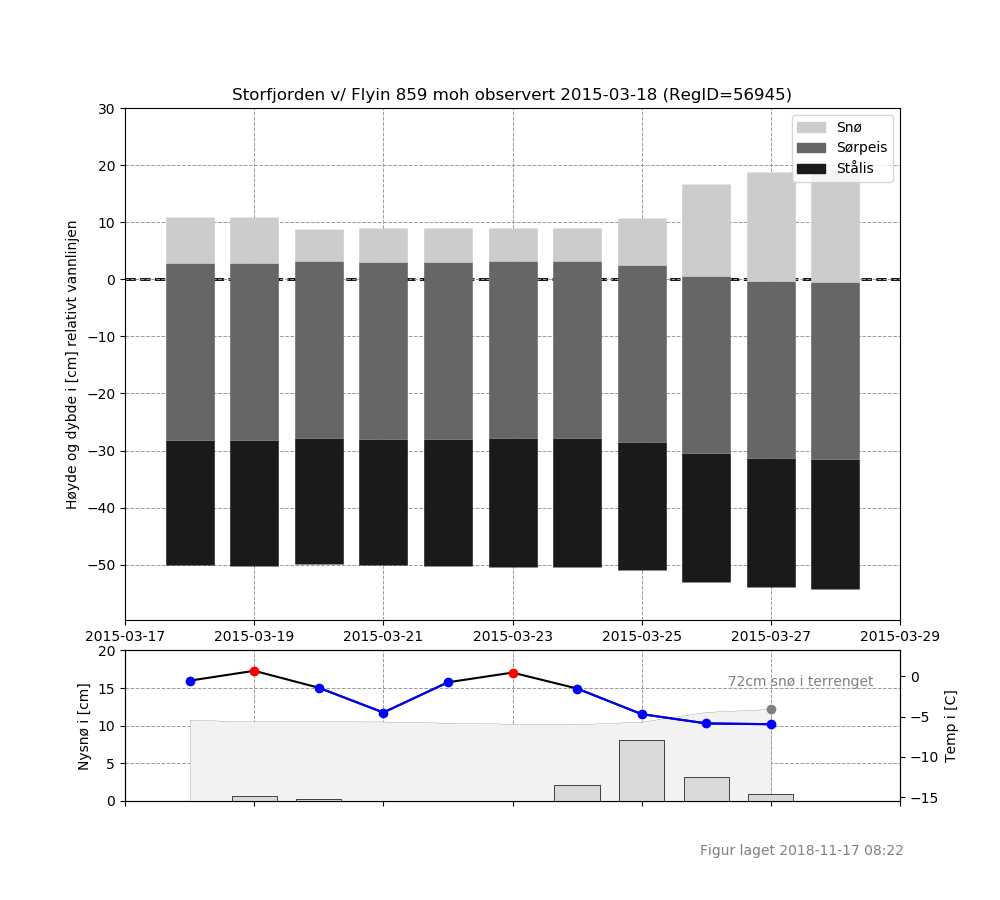 Storfjorden v/ Flyin 859 moh observert 2015-03-18 (RegID=56945)
30
20
10
0
−10
−20
−30
−40
−50
Høyde og dybde i [cm] relativt vannlinjen
Snø
Sørpeis
Stålis
2015-03-17 2015-03-19 2015-03-21 2015-03-23 2015-03-25 2015-03-27 2015-03-29
20
15
10
5
0
Nysnø i [cm]
72cm snø i terrenget
0
−5
−10
−15
Temp i [C]
Figur laget 2018-11-17 08:22